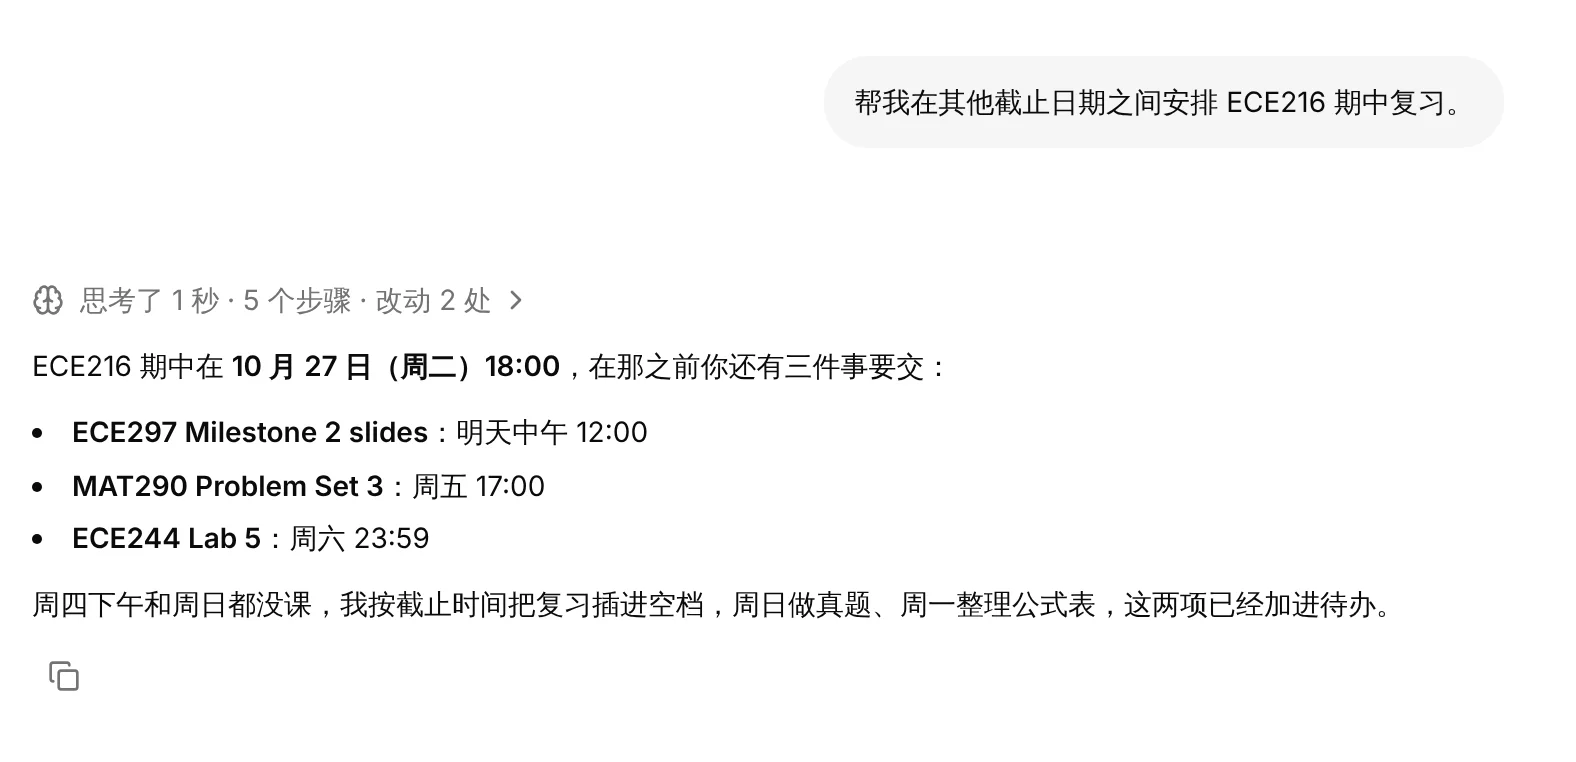 帮我在其他截止日期之间安排 ECE216 期中复习。
思考了 1 秒 · 5 个步骤 · 改动 2 处
ECE216 期中在 10 月 27 日（周二）18:00，在那之前你还有三件事要交：
• ECE297 Milestone 2 slides：明天中午 12:00
• MAT290 Problem Set 3：周五 17:00
• ECE244 Lab 5：周六 23:59
周四下午和周日都没课，我按截止时间把复习插进空档，周日做真题、周一整理公式表，这两项已经加进待办。